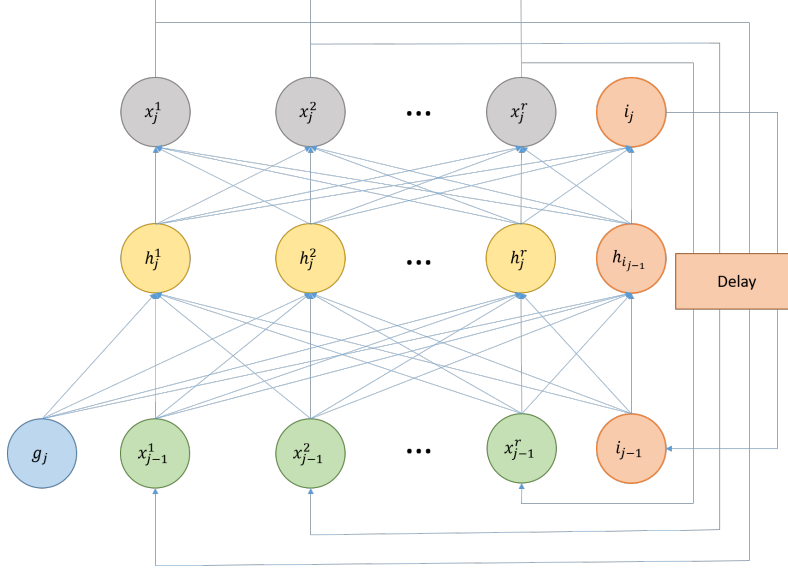 x_j^1 x_j^2 ... x_j^r i_j
h_j^1 h_j^2 ... h_j^r h_{i_{j-1}}
Delay
g_j x_{j-1}^1 x_{j-1}^2 ... x_{j-1}^r i_{j-1}